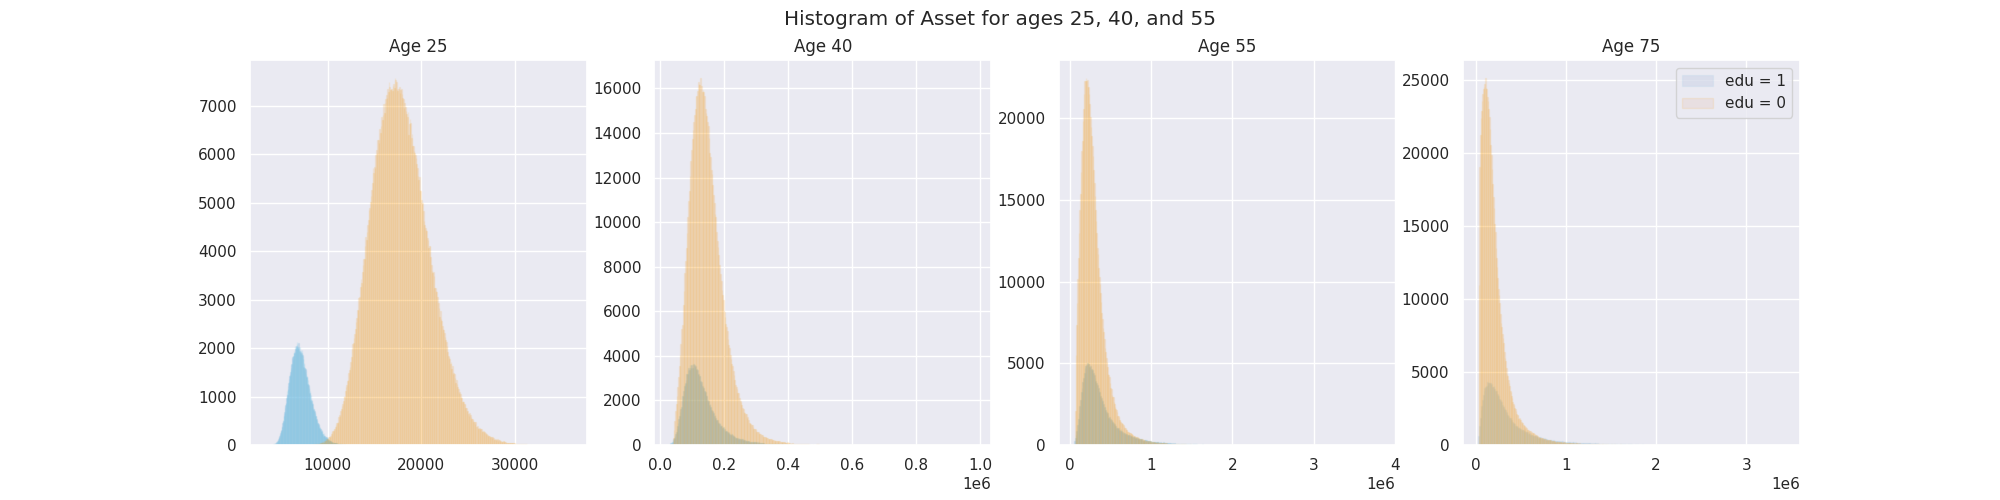 Histogram of Asset for ages 25, 40, and 55
Age 25
7000
6000
5000
4000
3000
2000
1000
0
10000 20000 30000
Age 40
16000
14000
12000
10000
8000
6000
4000
2000
0
0.0 0.2 0.4 0.6 0.8 1.0
1e6
Age 55
20000
15000
10000
5000
0
0 1 2 3 4
1e6
Age 75
edu = 1
edu = 0
25000
20000
15000
10000
5000
0
0 1 2 3
1e6